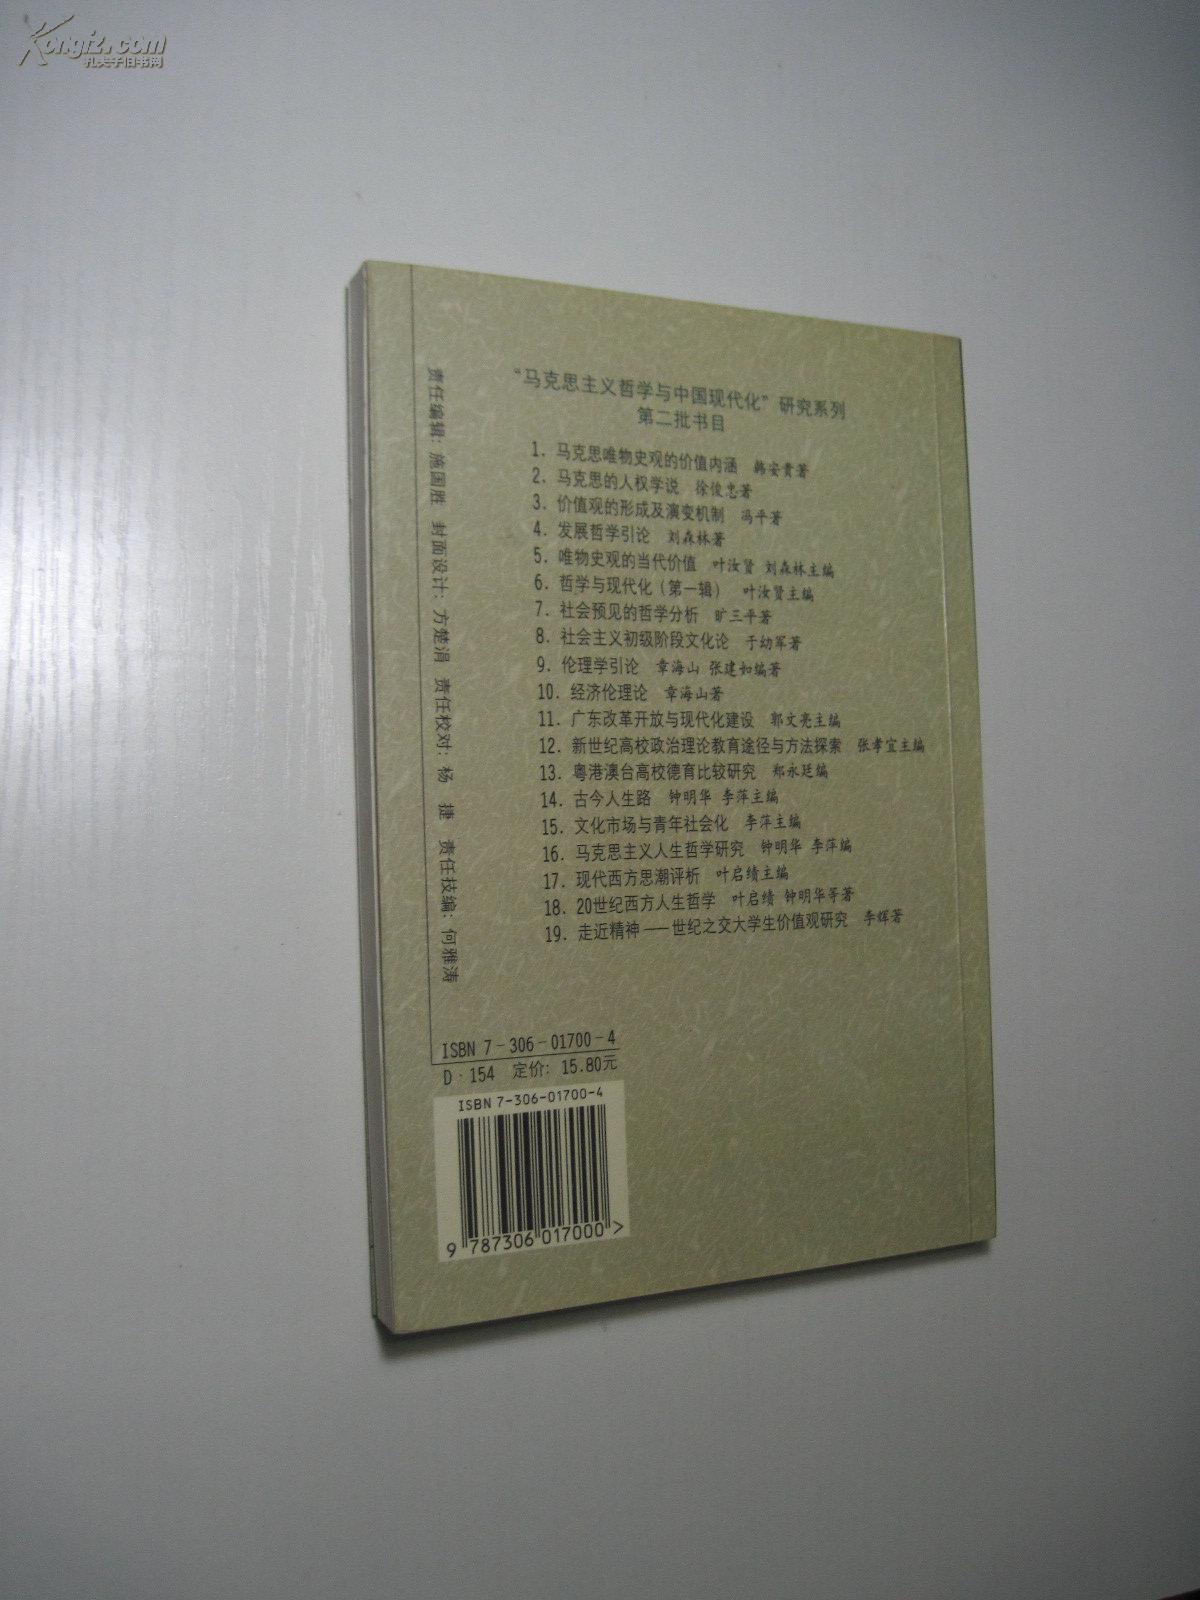 Kongfz.com
孔夫子旧书网
“马克思主义哲学与中国现代化”研究系列
第二批书目
1. 马克思唯物史观的价值内涵 韩安贵著
2. 马克思的人权学说 徐俊忠著
3. 价值观的形成及演变机制 冯平著
4. 发展哲学引论 刘森林著
5. 唯物史观的当代价值 叶汝贤 刘森林主编
6. 哲学与现代化(第一辑) 叶汝贤主编
7. 社会预见的哲学分析 旷三平著
8. 社会主义初级阶段文化论 于幼军著
9. 伦理学引论 章海山 张建如编著
10. 经济伦理论 章海山著
11. 广东改革开放与现代化建设 郭文亮主编
12. 新世纪高校政治理论教育途径与方法探索 张孝宜主编
13. 粤港澳台高校德育比较研究 郑永廷编
14. 古今人生路 钟明华 李萍主编
15. 文化市场与青年社会化 李萍主编
16. 马克思主义人生哲学研究 钟明华 李萍编
17. 现代西方思潮评析 叶启绩主编
18. 20世纪西方人生哲学 叶启绩 钟明华等著
19. 走近精神——世纪之交大学生价值观研究 李辉著
责任编辑：施国胜 封面设计：方楚涓 责任校对：杨 捷 责任技编：何雅涛
ISBN 7-306-01700-4
D·154 定价：15.80元
ISBN 7-306-01700-4
9 787306 017000 >